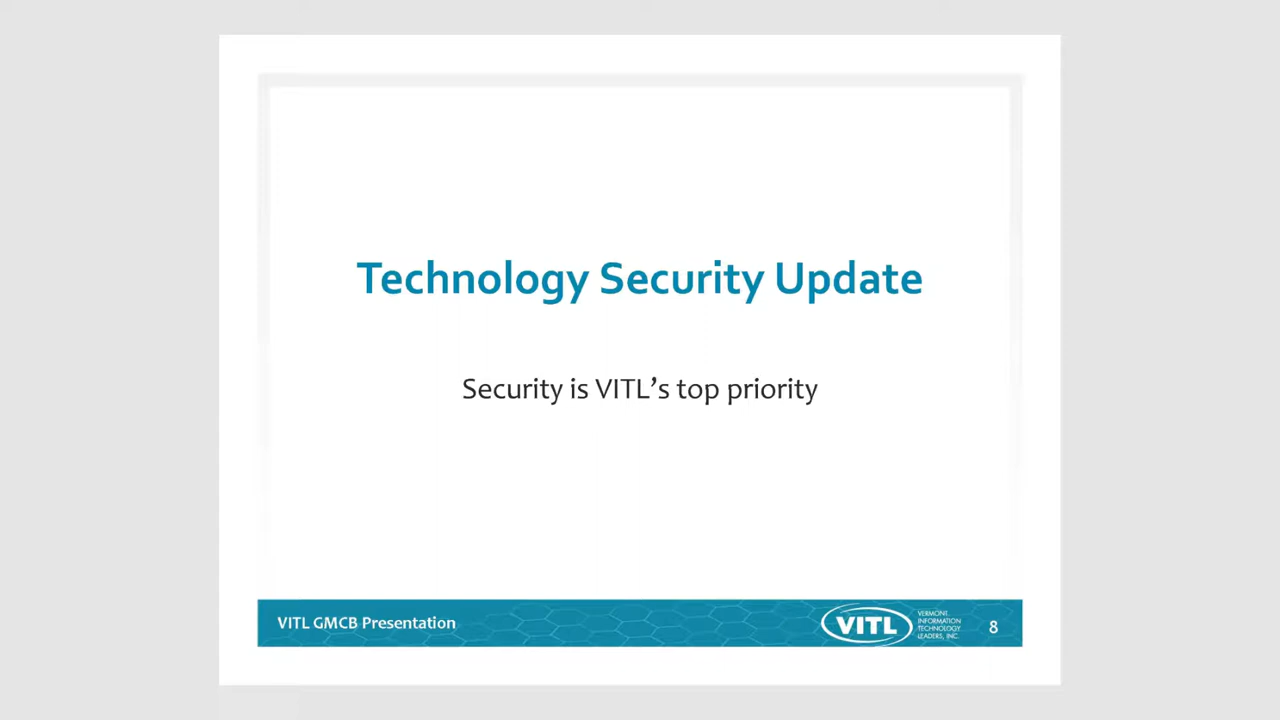 Technology Security Update
Security is VITL’s top priority
VITL GMCB Presentation
VITL
VERMONT
INFORMATION
TECHNOLOGY
LEADERS, INC.
8